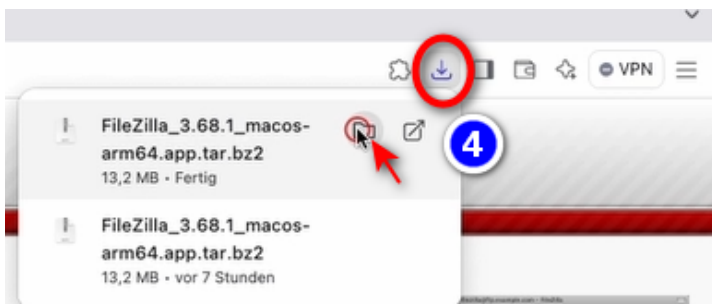 VPN
FileZilla_3.68.1_macos-
arm64.app.tar.bz2
13,2 MB • Fertig
4
FileZilla_3.68.1_macos-
arm64.app.tar.bz2
13,2 MB • vor 7 Stunden